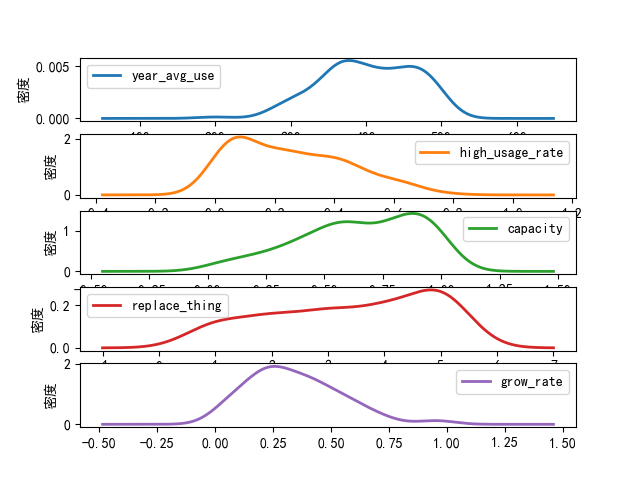 密度
0.005
0.000
year_avg_use
密度
2
0
high_usage_rate
密度
1
0
capacity
密度
0.2
0.0
replace_thing
密度
2
0
grow_rate
−0.50 −0.25 0.00 0.25 0.50 0.75 1.00 1.25 1.50